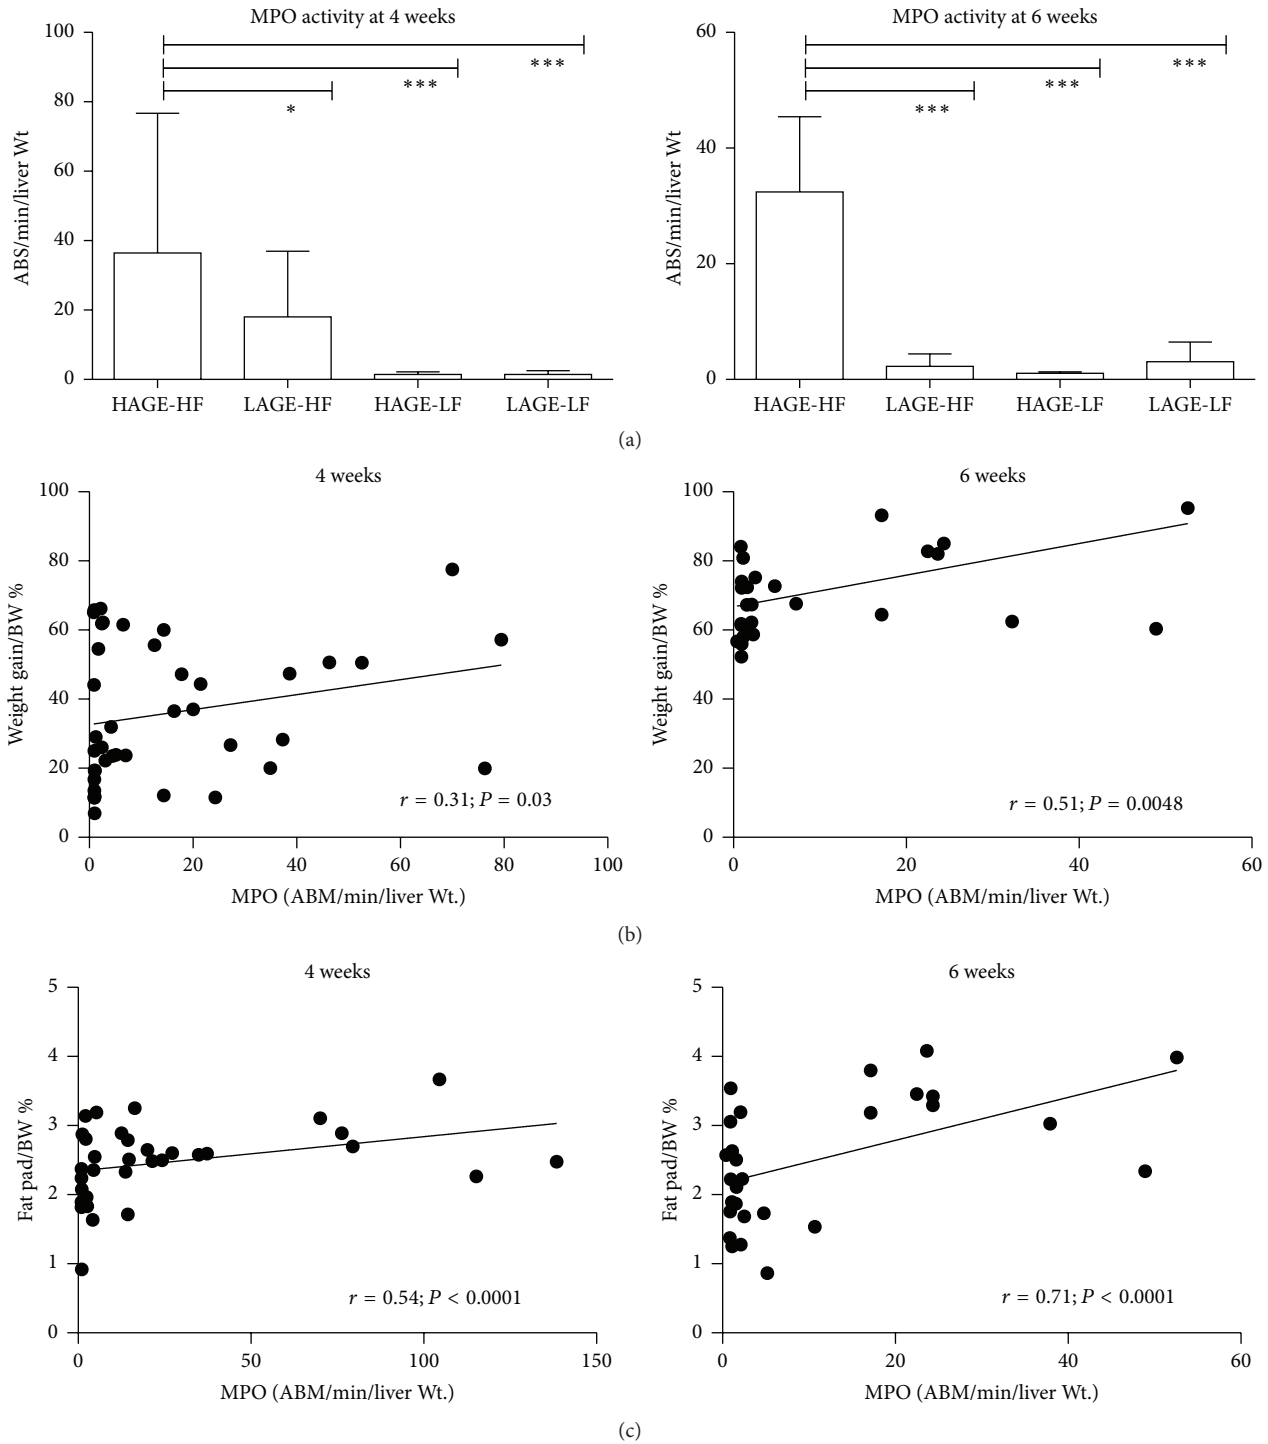 MPO activity at 4 weeks
ABS/min/liver Wt
100
80
60
40
20
0
***
***
*
HAGE-HF LAGE-HF HAGE-LF LAGE-LF
MPO activity at 6 weeks
ABS/min/liver Wt
60
40
20
0
***
***
***
HAGE-HF LAGE-HF HAGE-LF LAGE-LF
(a)
4 weeks
Weight gain/BW %
100
80
60
40
20
0
r = 0.31; P = 0.03
0 20 40 60 80 100
MPO (ABM/min/liver Wt.)
6 weeks
Weight gain/BW %
100
80
60
40
20
0
r = 0.51; P = 0.0048
0 20 40 60
MPO (ABM/min/liver Wt.)
(b)
4 weeks
Fat pad/BW %
5
4
3
2
1
0
r = 0.54; P < 0.0001
0 50 100 150
MPO (ABM/min/liver Wt.)
6 weeks
Fat pad/BW %
5
4
3
2
1
0
r = 0.71; P < 0.0001
0 20 40 60
MPO (ABM/min/liver Wt.)
(c)